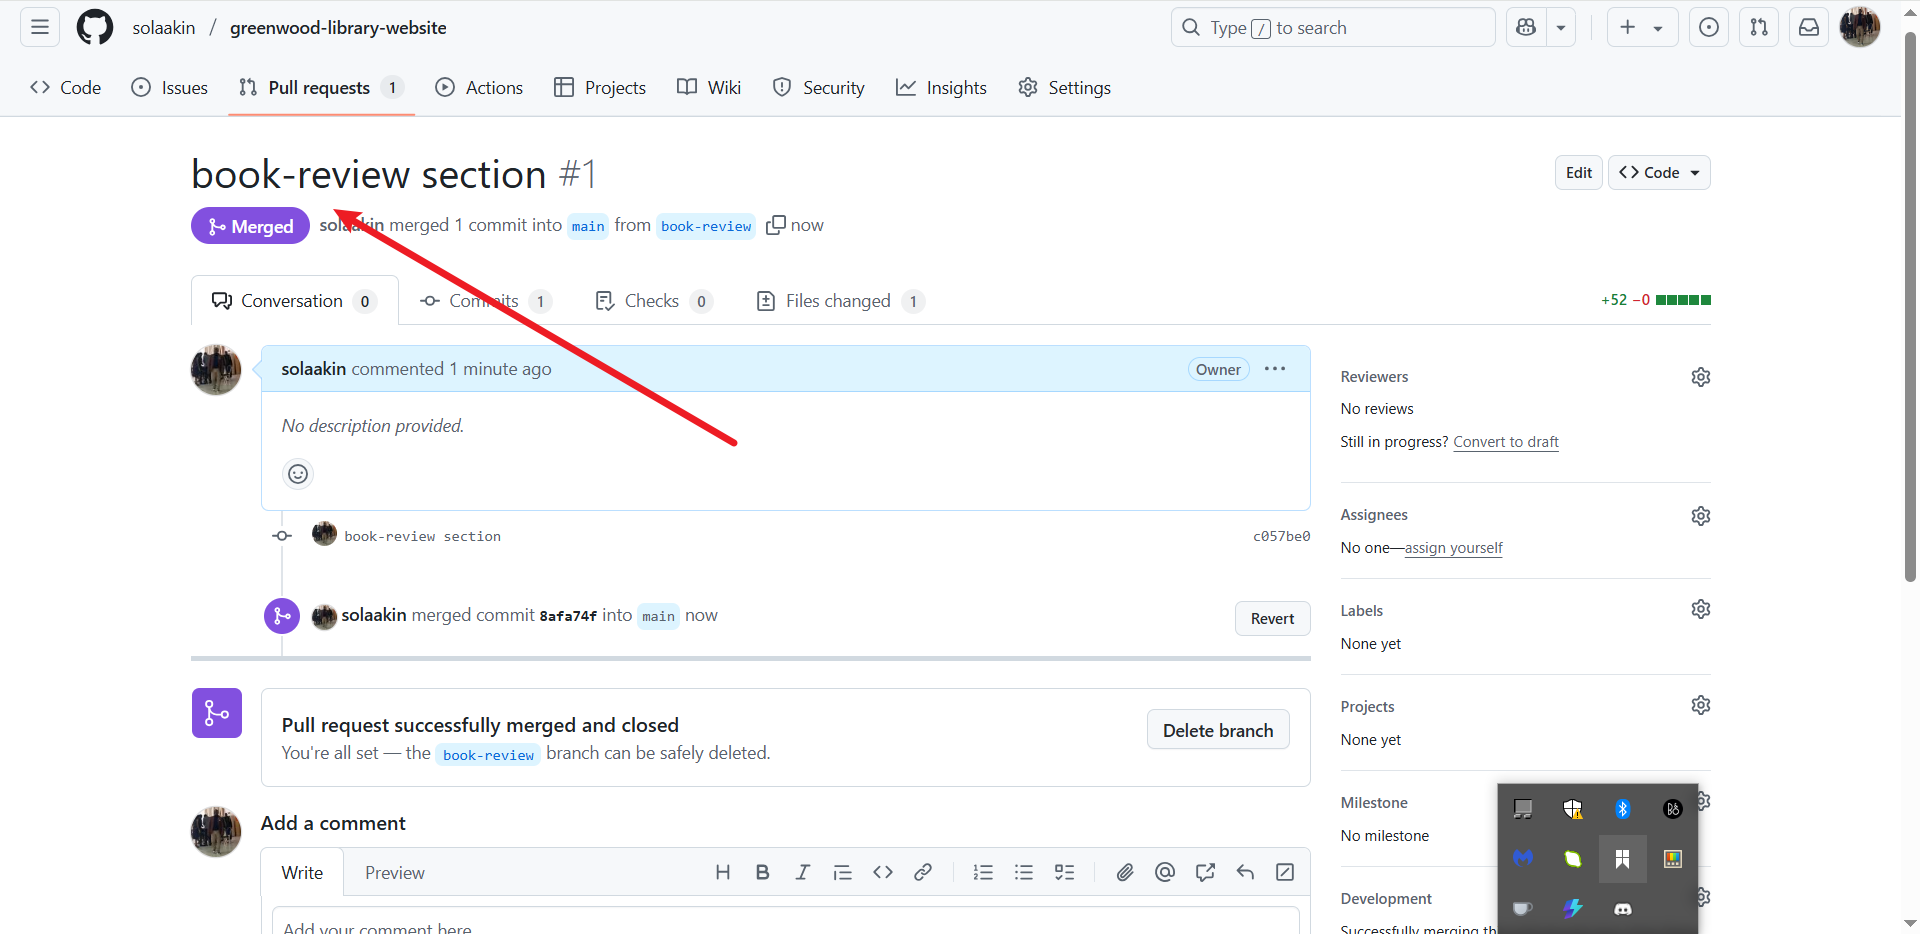 solaakin / greenwood-library-website
Type / to search
Code
Issues
Pull requests 1
Actions
Projects
Wiki
Security
Insights
Settings
book-review section #1
Edit
Code
Merged
solaakin merged 1 commit into main from book-review now
Conversation 0
Commits 1
Checks 0
Files changed 1
+52 −0
solaakin commented 1 minute ago
Owner
No description provided.
book-review section
c057be0
solaakin merged commit 8afa74f into main now
Revert
Pull request successfully merged and closed
You're all set — the book-review branch can be safely deleted.
Delete branch
Add a comment
Write
Preview
Add your comment here
Reviewers
No reviews
Still in progress? Convert to draft
Assignees
No one—assign yourself
Labels
None yet
Projects
None yet
Milestone
No milestone
Development
Successfully merging